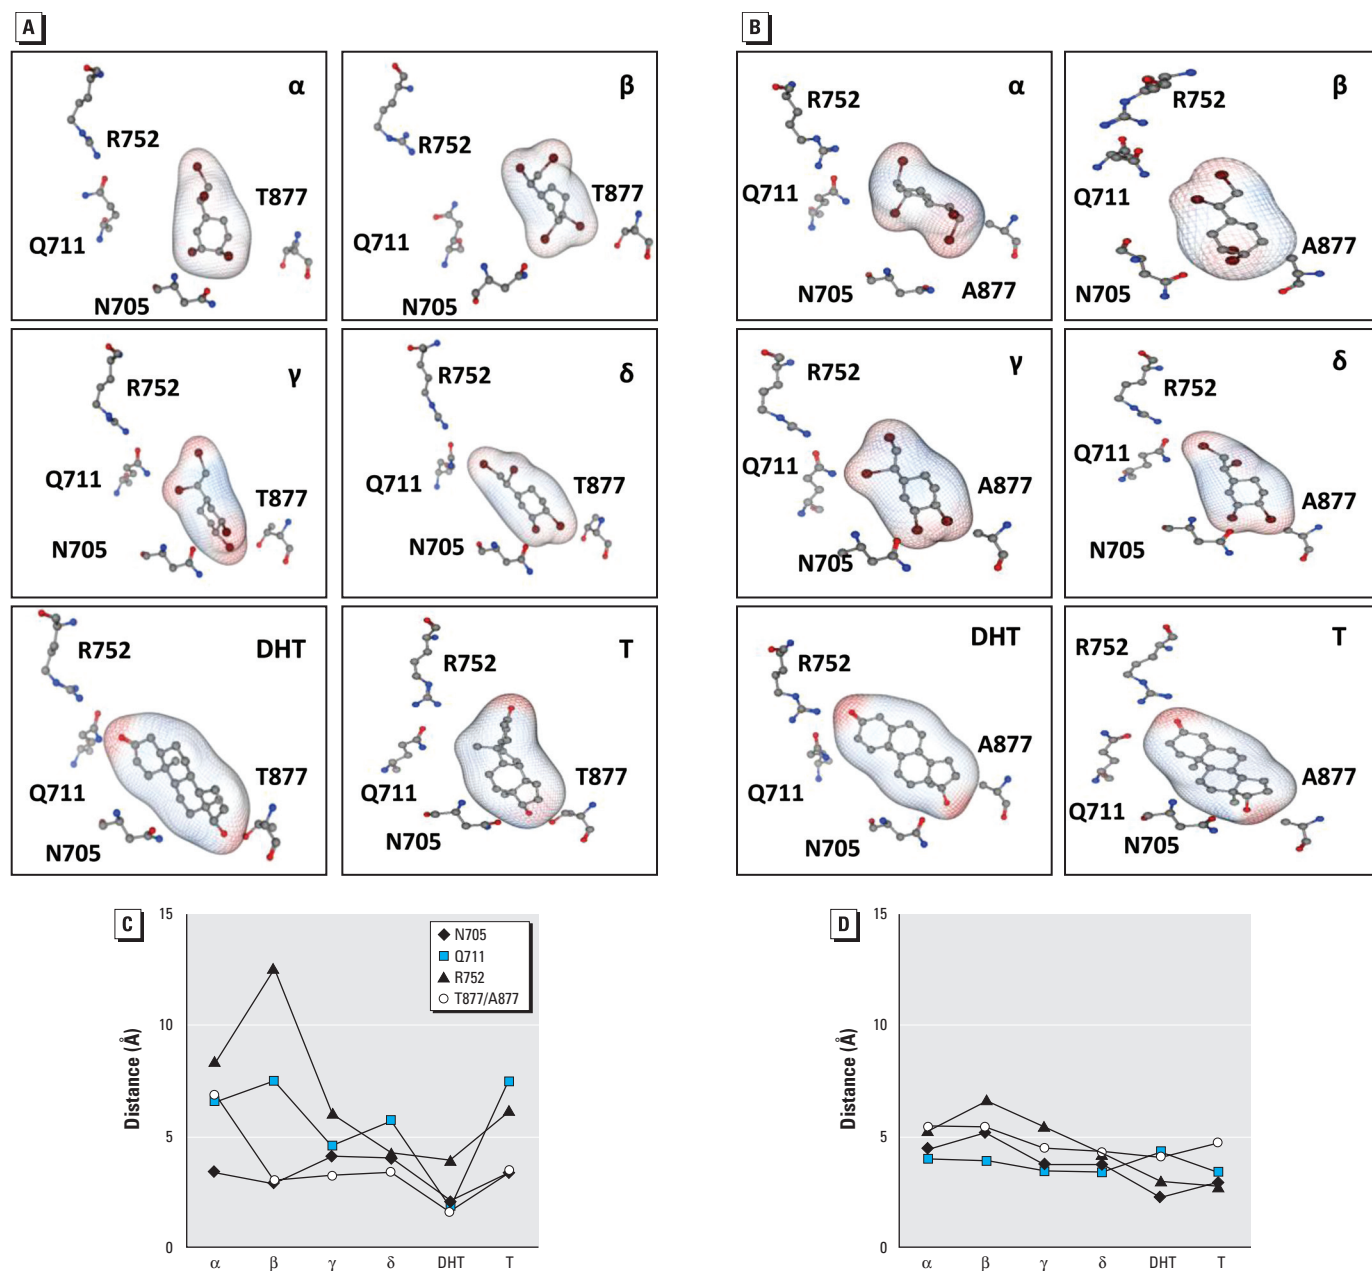 A
B
α
R752
T877
Q711
N705
β
R752
T877
Q711
N705
α
R752
Q711
N705
A877
β
R752
Q711
A877
N705
γ
R752
Q711
T877
N705
δ
R752
Q711
T877
N705
γ
R752
Q711
A877
N705
δ
R752
Q711
A877
N705
DHT
R752
Q711
T877
N705
T
R752
Q711
T877
N705
DHT
R752
A877
Q711
N705
T
R752
A877
Q711
N705
C
15
10
5
0
Distance (Å)
N705
Q711
R752
T877/A877
α β γ δ DHT T
D
15
10
5
0
Distance (Å)
α β γ δ DHT T